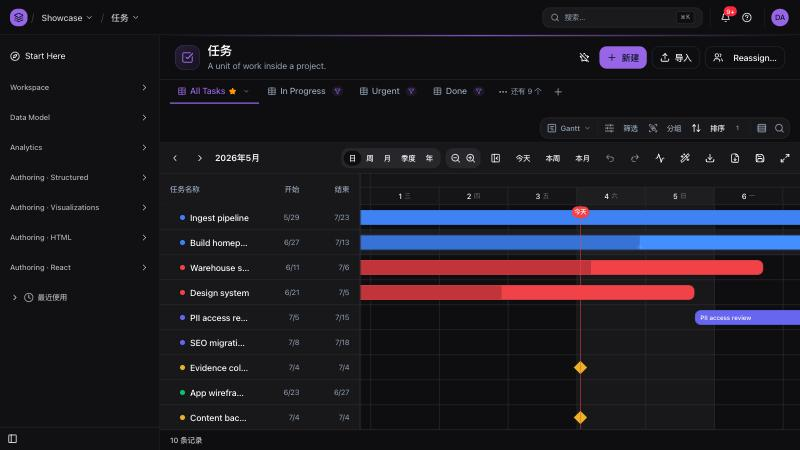 Showcase / 任务
搜索... ⌘K
9+
DA
Start Here
Workspace
Data Model
Analytics
Authoring · Structured
Authoring · Visualizations
Authoring · HTML
Authoring · React
最近使用
任务
A unit of work inside a project.
新建
导入
Reassign...
All Tasks
In Progress
Urgent
Done
还有 9 个
Gantt
筛选
分组
排序 1
2026年5月
日 周 月 季度 年
今天 本周 本月
任务名称 开始 结束
1 三 2 四 3 五 4 六 5 日 6 一
今天
Ingest pipeline 5/29 7/23
Build homep... 6/27 7/13
Warehouse s... 6/11 7/6
Design system 6/21 7/5
PII access re... 7/5 7/15
PII access review
SEO migrati... 7/8 7/18
Evidence col... 7/4 7/4
App wirefra... 6/23 6/27
Content bac... 7/4 7/4
10 条记录